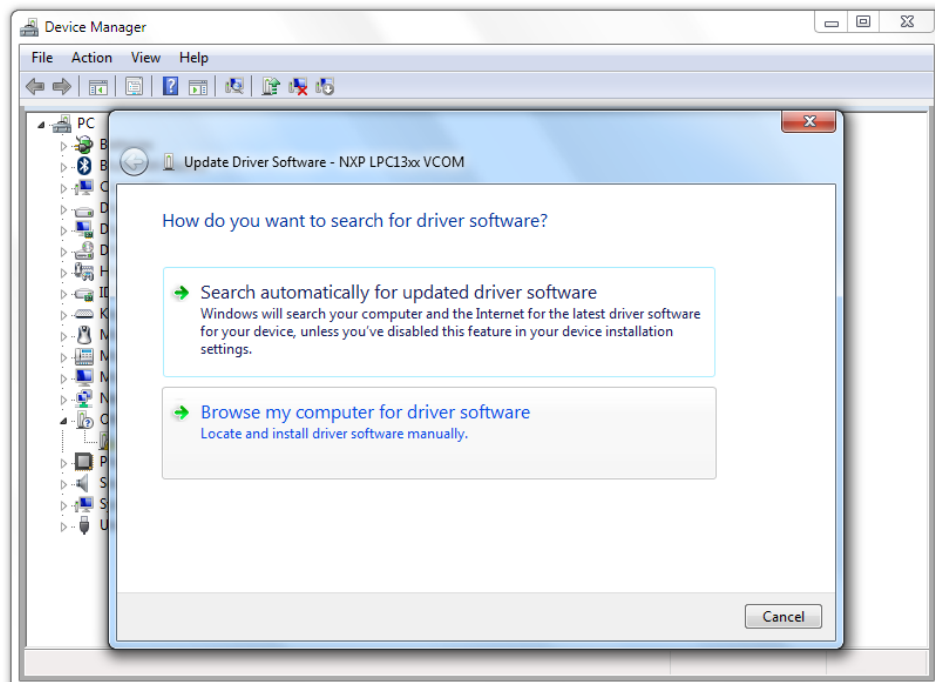 Device Manager
File Action View Help
PC
Update Driver Software - NXP LPC13xx VCOM
How do you want to search for driver software?
Search automatically for updated driver software
Windows will search your computer and the Internet for the latest driver software
for your device, unless you've disabled this feature in your device installation
settings.
Browse my computer for driver software
Locate and install driver software manually.
Cancel